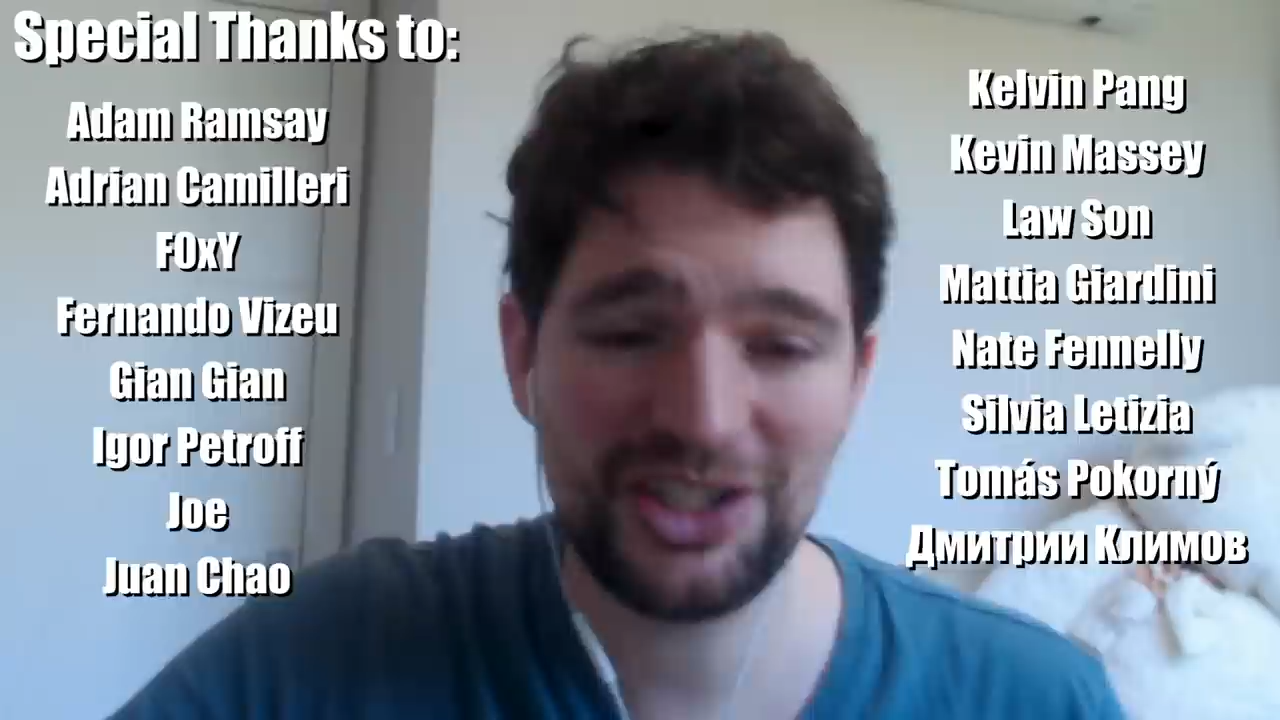 Special Thanks to:
Adam Ramsay
Adrian Camilleri
F0xY
Fernando Vizeu
Gian Gian
Igor Petroff
Joe
Juan Chao
Kelvin Pang
Kevin Massey
Law Son
Mattia Giardini
Nate Fennelly
Silvia Letizia
Tomás Pokorný
Дмитрии Климов